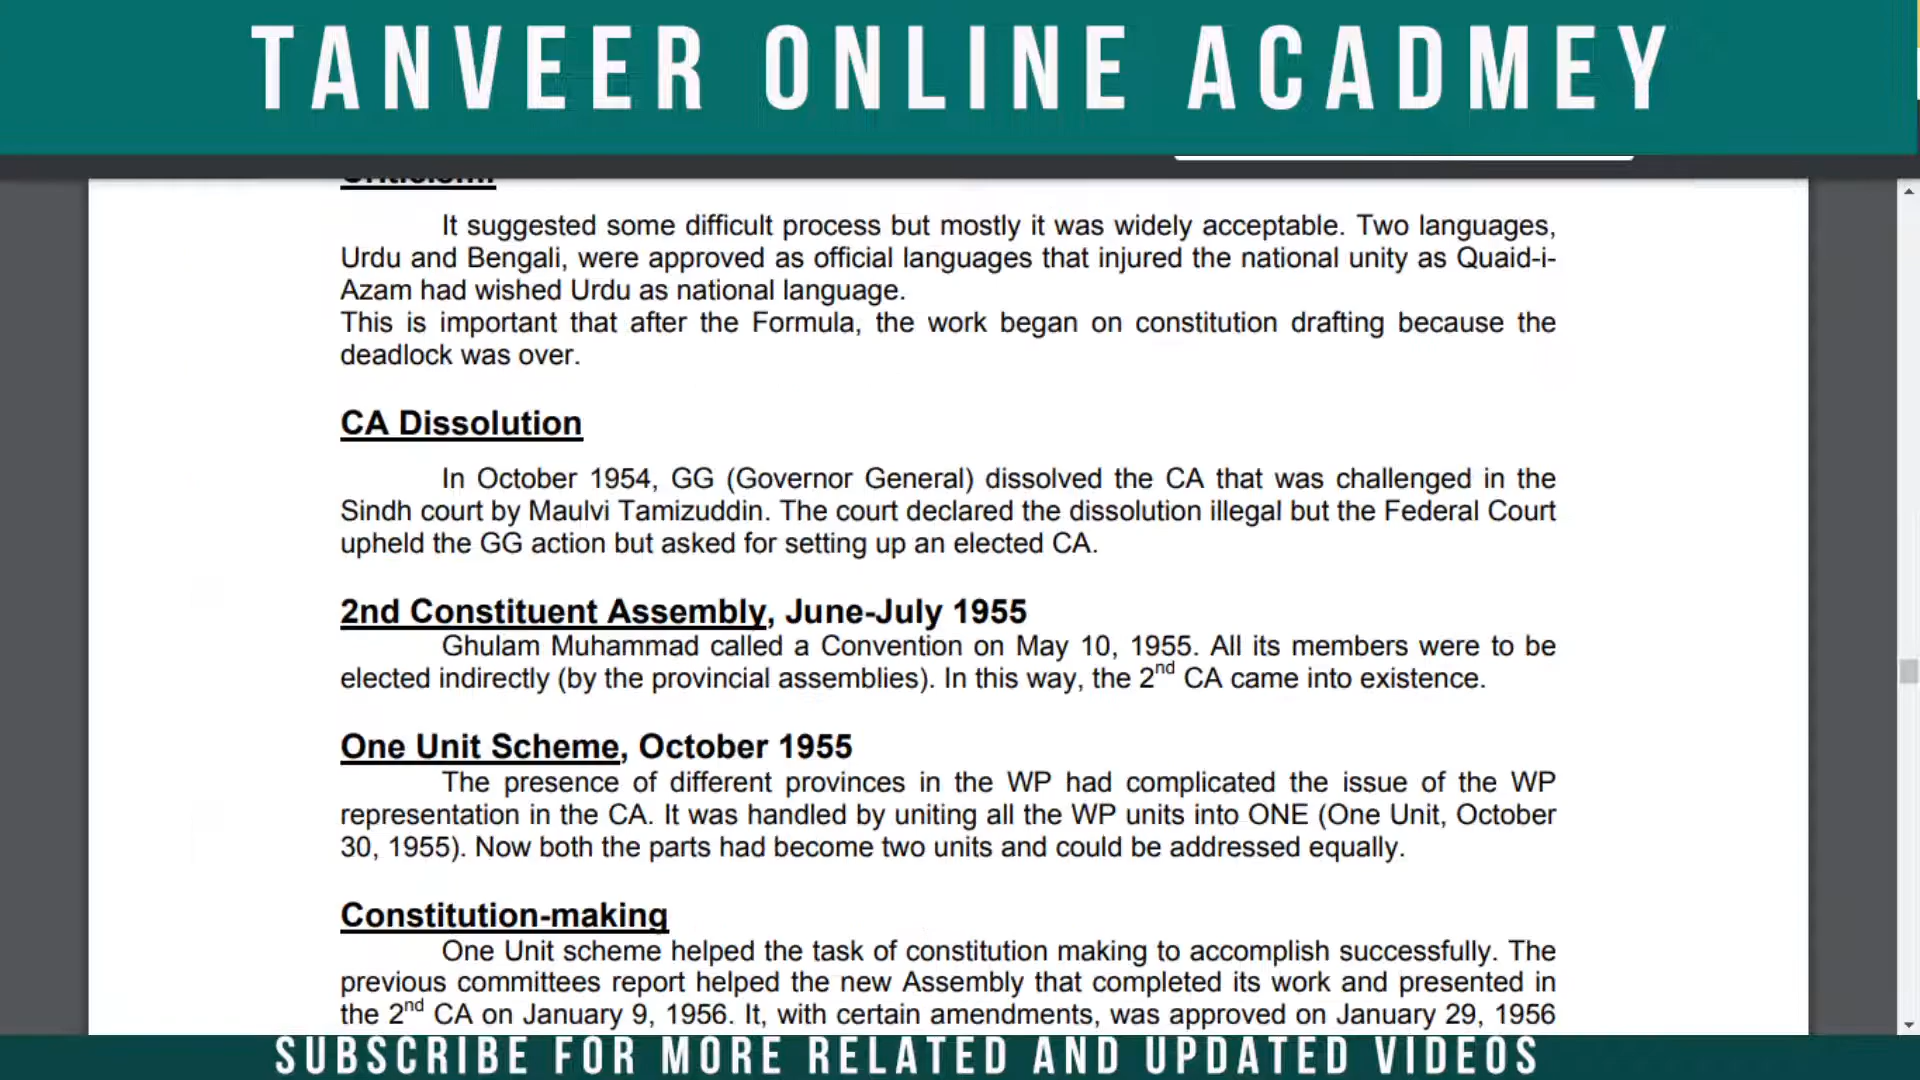 TANVEER ONLINE ACADMEY
It suggested some difficult process but mostly it was widely acceptable. Two languages,
Urdu and Bengali, were approved as official languages that injured the national unity as Quaid-i-
Azam had wished Urdu as national language.
This is important that after the Formula, the work began on constitution drafting because the
deadlock was over.
CA Dissolution
In October 1954, GG (Governor General) dissolved the CA that was challenged in the
Sindh court by Maulvi Tamizuddin. The court declared the dissolution illegal but the Federal Court
upheld the GG action but asked for setting up an elected CA.
2nd Constituent Assembly, June-July 1955
Ghulam Muhammad called a Convention on May 10, 1955. All its members were to be
elected indirectly (by the provincial assemblies). In this way, the 2nd CA came into existence.
One Unit Scheme, October 1955
The presence of different provinces in the WP had complicated the issue of the WP
representation in the CA. It was handled by uniting all the WP units into ONE (One Unit, October
30, 1955). Now both the parts had become two units and could be addressed equally.
Constitution-making
One Unit scheme helped the task of constitution making to accomplish successfully. The
previous committees report helped the new Assembly that completed its work and presented in
the 2nd CA on January 9, 1956. It, with certain amendments, was approved on January 29, 1956
SUBSCRIBE FOR MORE RELATED AND UPDATED VIDEOS